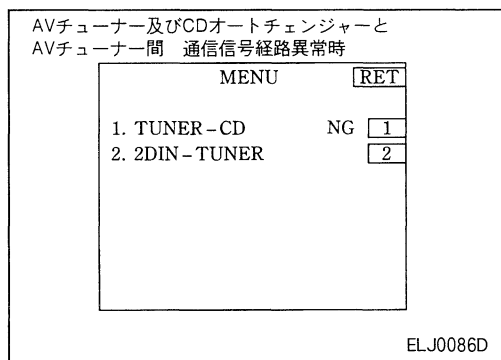 AVチューナー及びCDオートチェンジャーと
AVチューナー間　通信信号経路異常時
MENU RET
1. TUNER－CD NG 1
2. 2DIN－TUNER 2
ELJ0086D